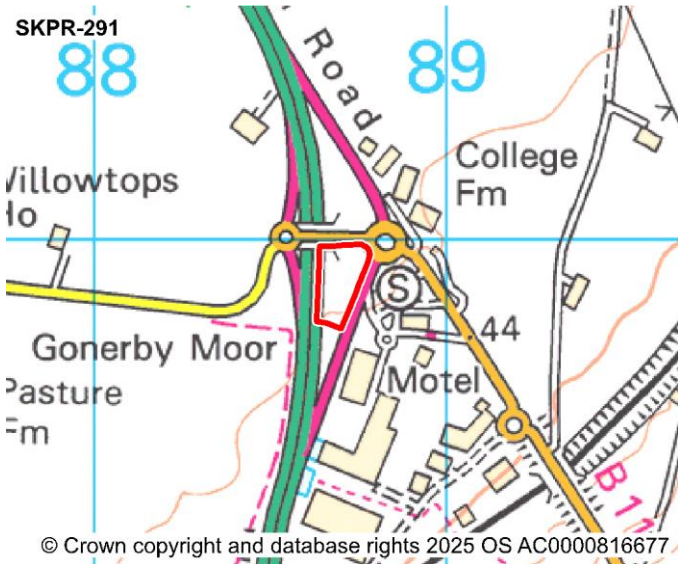 SKPR-291
88
89
Road
College
Fm
Willowtops
Ho
S
44
Gonerby Moor
Motel
Pasture
Fm
B11
© Crown copyright and database rights 2025 OS AC0000816677